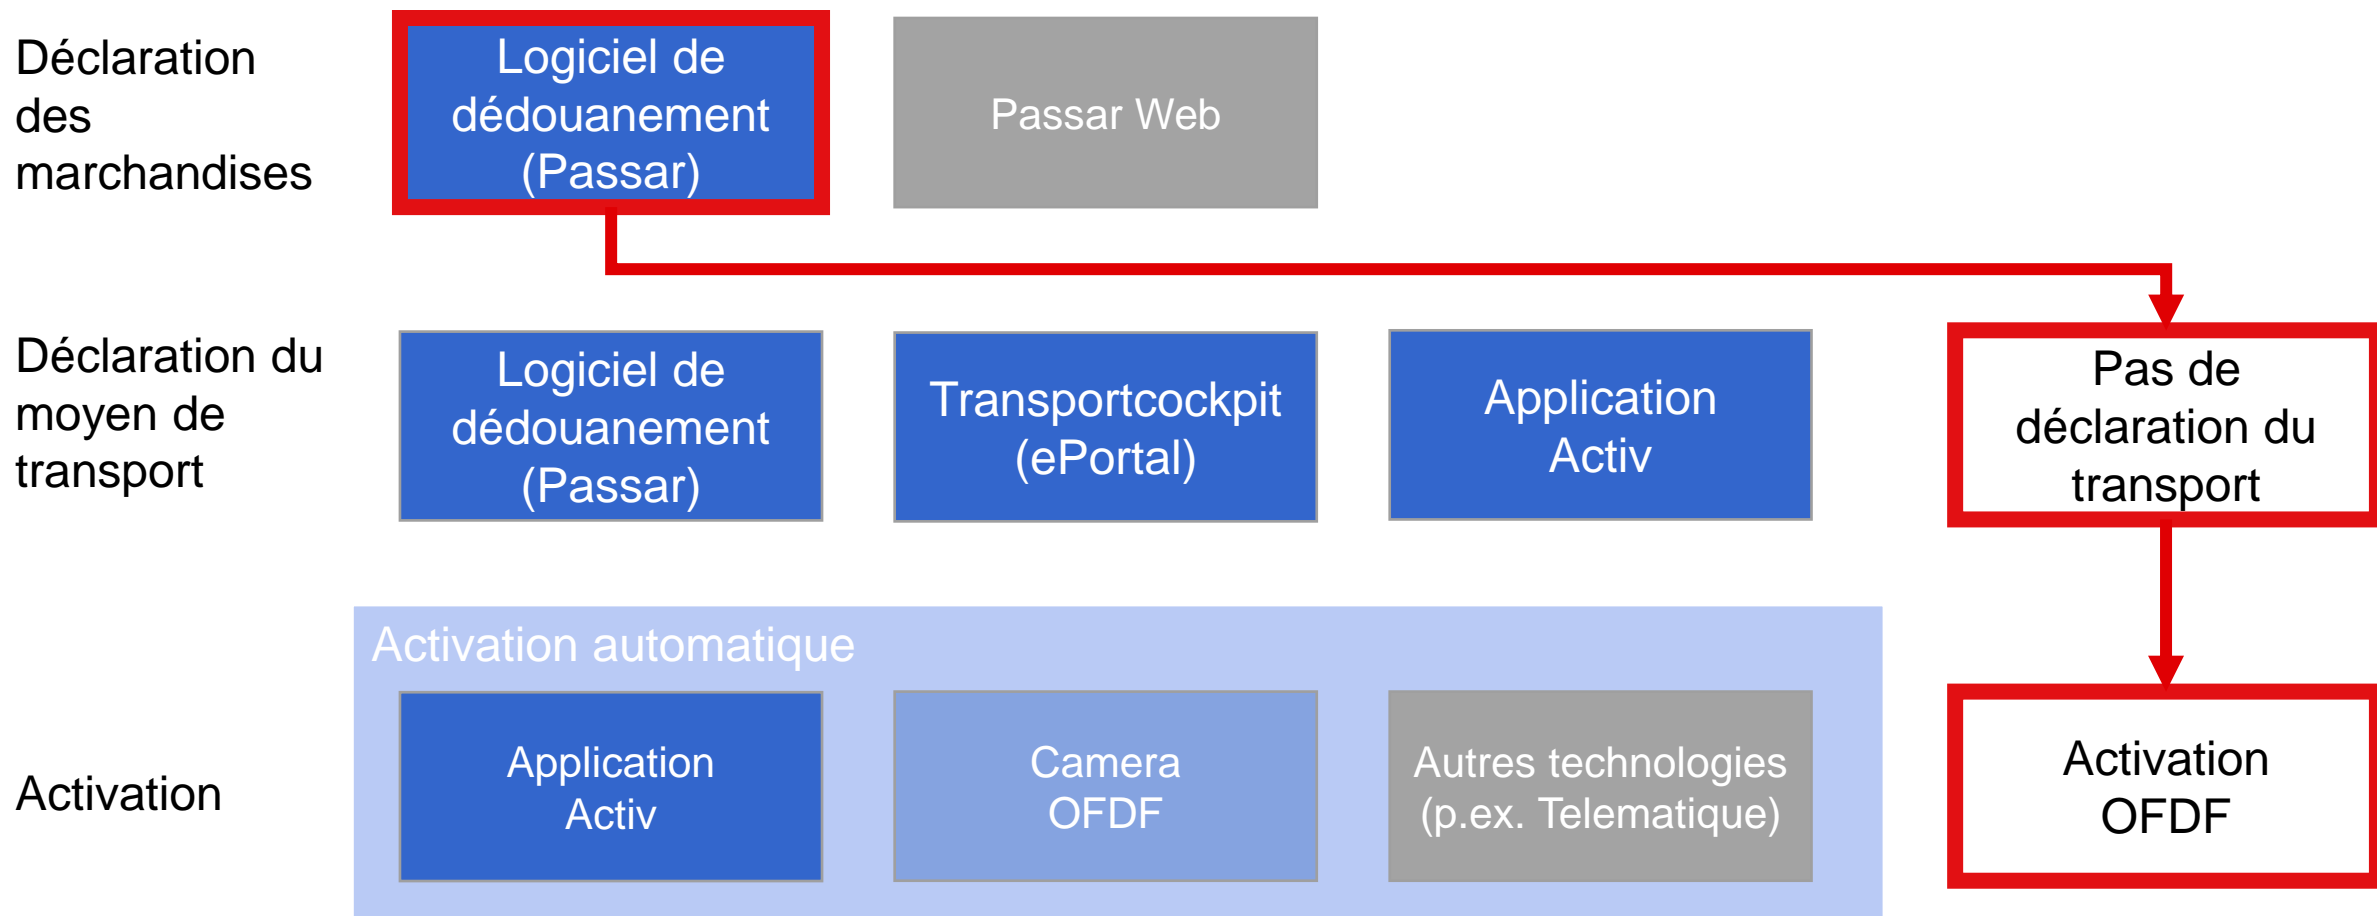 Déclaration
des
marchandises
Logiciel de
dédouanement
(Passar)
Passar Web
Déclaration du
moyen de
transport
Logiciel de
dédouanement
(Passar)
Transportcockpit
(ePortal)
Application
Activ
Pas de
déclaration du
transport
Activation automatique
Activation
Application
Activ
Camera
OFDF
Autres technologies
(p.ex. Telematique)
Activation
OFDF